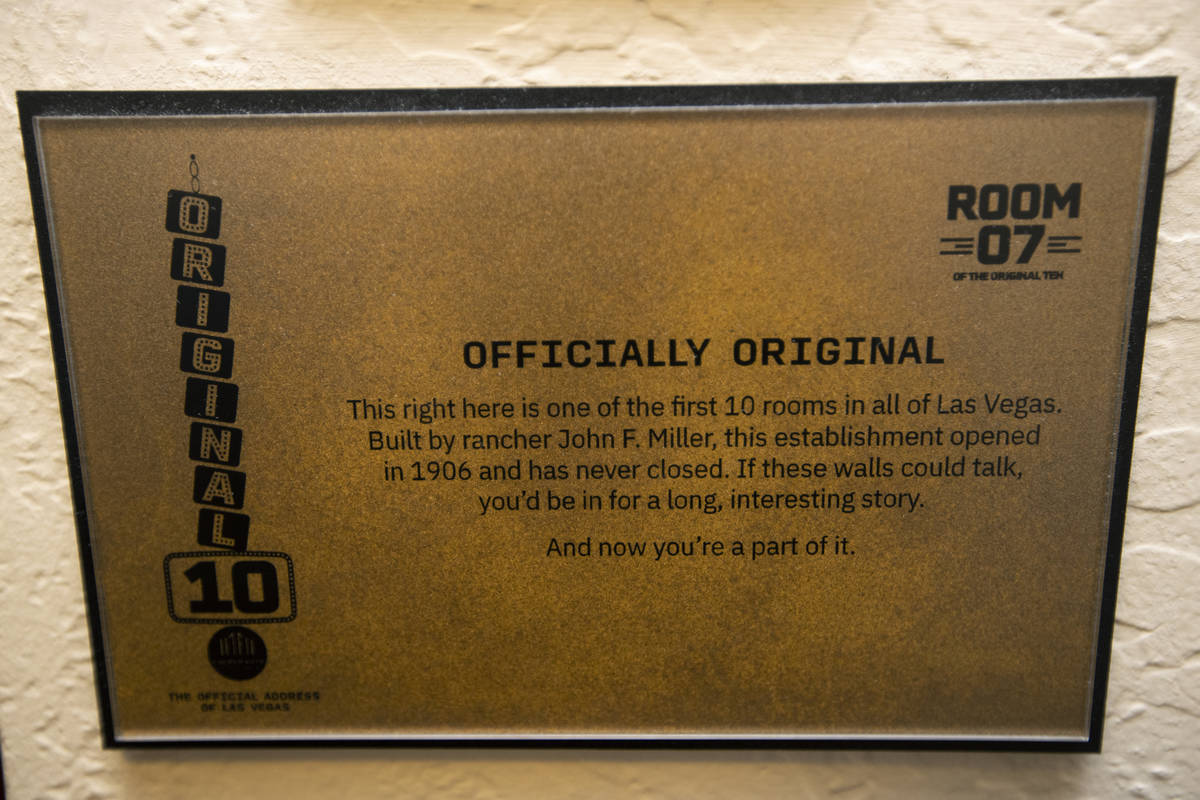 ORIGINAL
10
THE OFFICIAL ADDRESS
OF LAS VEGAS
ROOM
07
OF THE ORIGINAL TEN
OFFICIALLY ORIGINAL
This right here is one of the first 10 rooms in all of Las Vegas.
Built by rancher John F. Miller, this establishment opened
in 1906 and has never closed. If these walls could talk,
you'd be in for a long, interesting story.
And now you're a part of it.